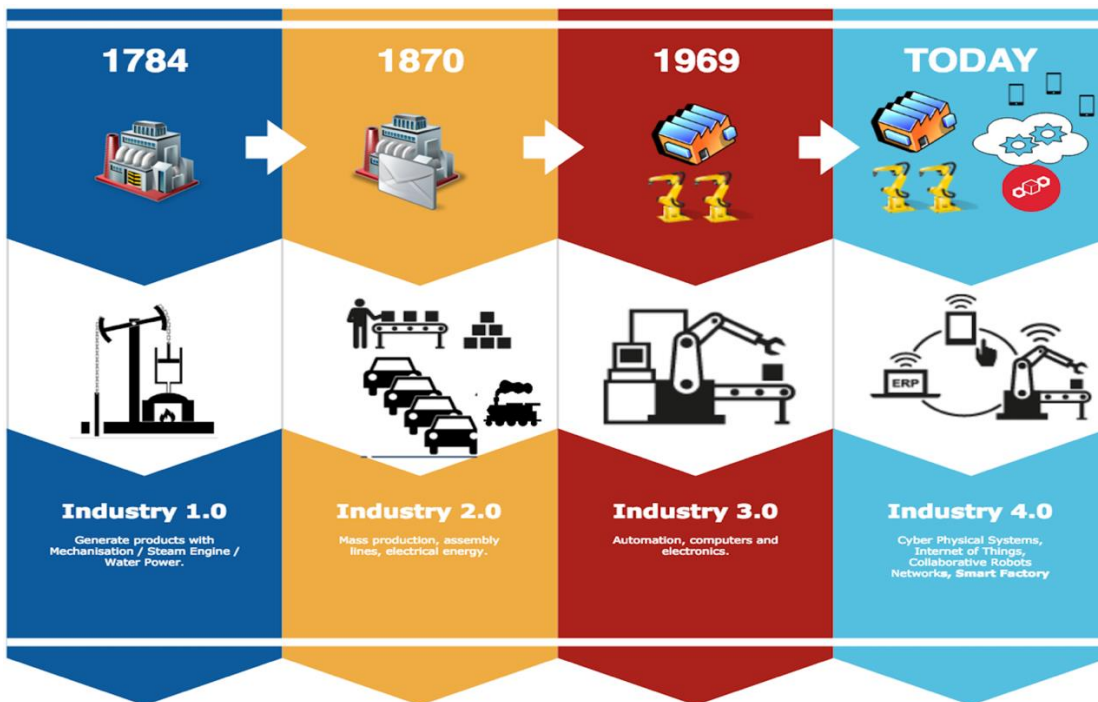 1784
1870
1969
TODAY
ERP
Industry 1.0
Generate products with
Mechanisation / Steam Engine /
Water Power.
Industry 2.0
Mass production, assembly
lines, electrical energy.
Industry 3.0
Automation, computers and
electronics.
Industry 4.0
Cyber Physical Systems,
Internet of Things,
Collaborative Robots
Networks, Smart Factory